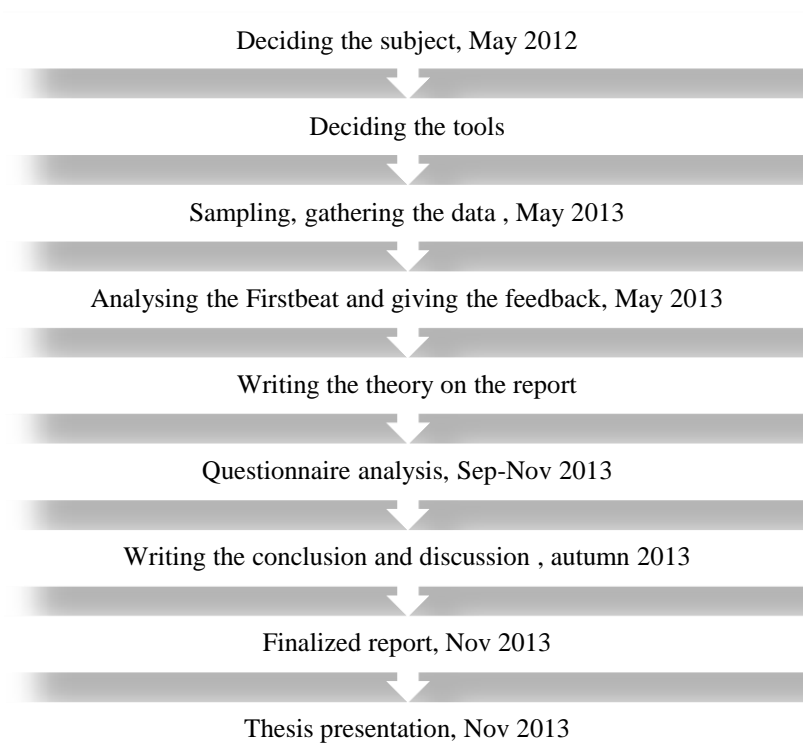 Deciding the subject, May 2012
Deciding the tools
Sampling, gathering the data , May 2013
Analysing the Firstbeat and giving the feedback, May 2013
Writing the theory on the report
Questionnaire analysis, Sep-Nov 2013
Writing the conclusion and discussion , autumn 2013
Finalized report, Nov 2013
Thesis presentation, Nov 2013